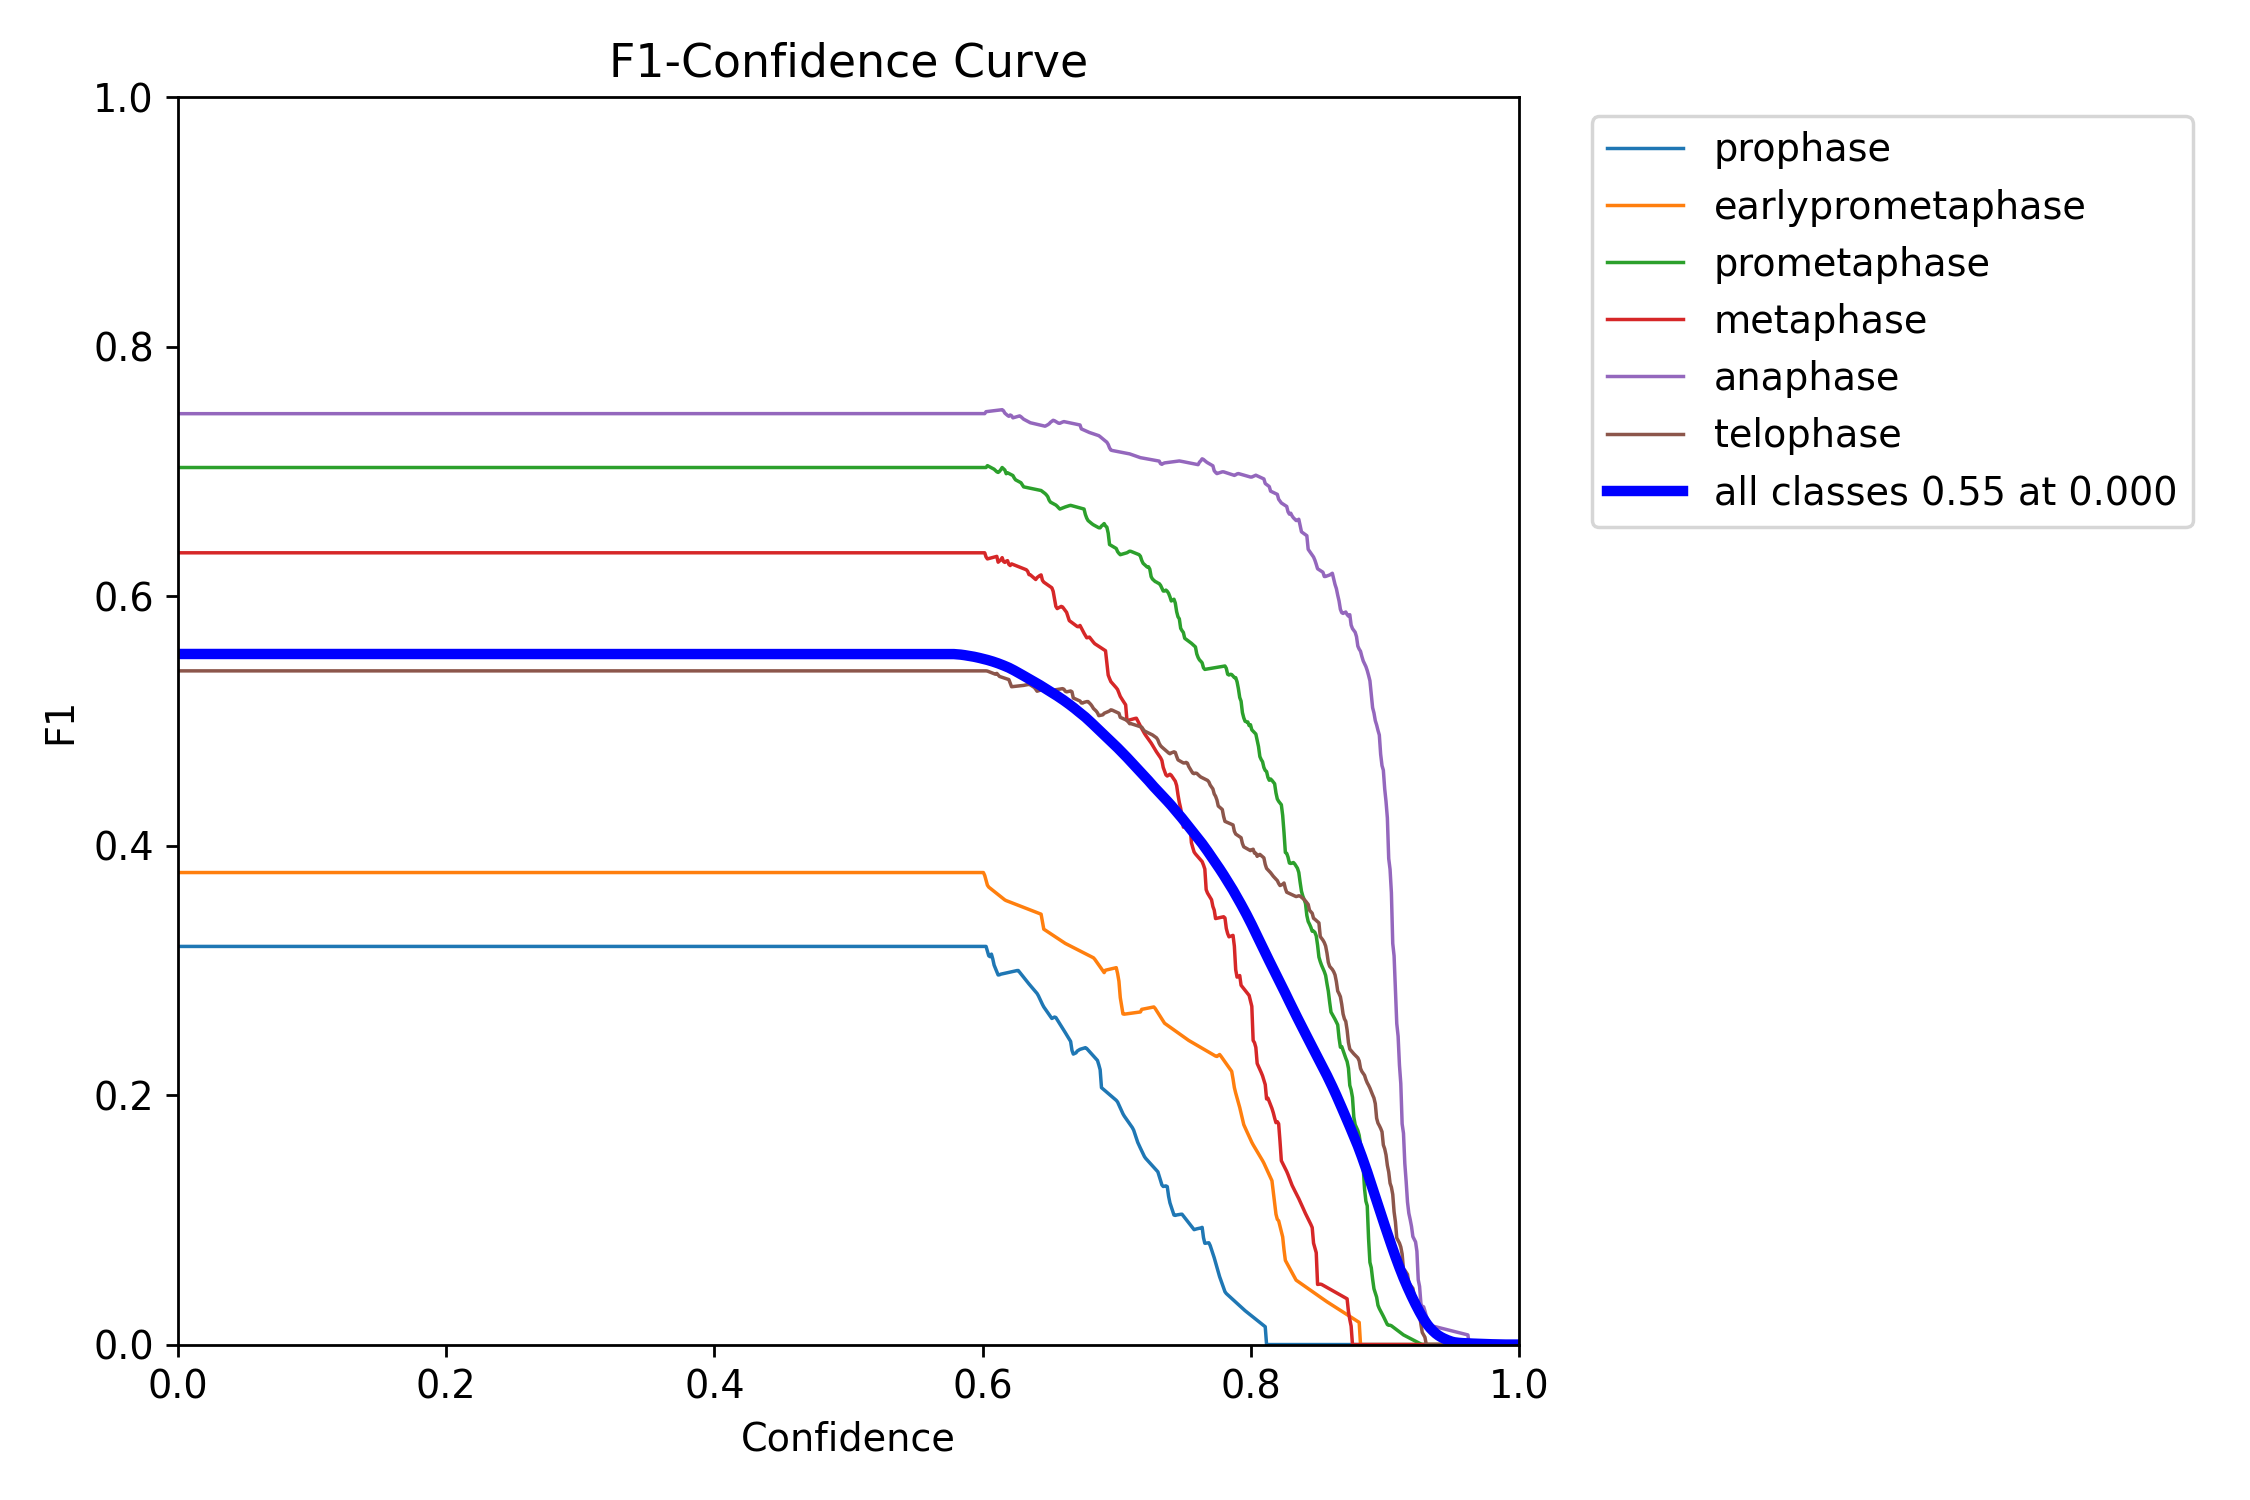 F1-Confidence Curve
1.0
0.8
0.6
0.4
0.2
0.0
F1
0.0 0.2 0.4 0.6 0.8 1.0
Confidence
prophase
earlyprometaphase
prometaphase
metaphase
anaphase
telophase
all classes 0.55 at 0.000